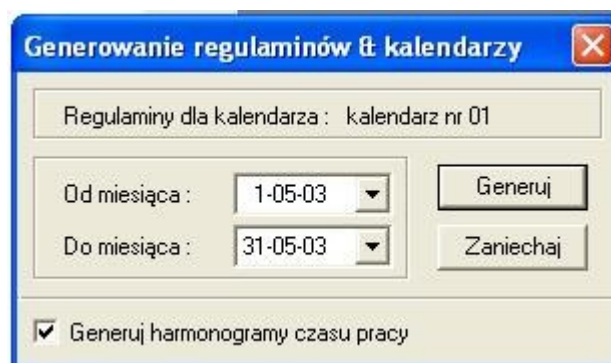 Generowanie regulaminów & kalendarzy
Regulaminy dla kalendarza : kalendarz nr 01
Od miesiąca : 1-05-03
Generuj
Do miesiąca : 31-05-03
Zaniechaj
Generuj harmonogramy czasu pracy